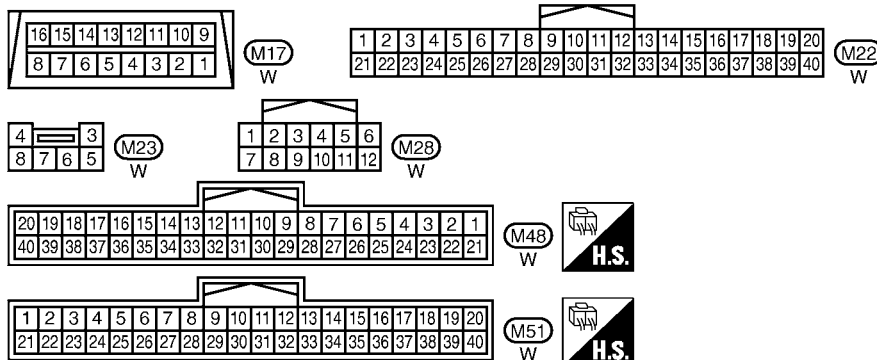 16 15 14 13 12 11 10 9
8 7 6 5 4 3 2 1
M17
W
1 2 3 4 5 6 7 8 9 10 11 12 13 14 15 16 17 18 19 20
21 22 23 24 25 26 27 28 29 30 31 32 33 34 35 36 37 38 39 40
M22
W
4 3
8 7 6 5
M23
W
1 2 3 4 5 6
7 8 9 10 11 12
M28
W
20 19 18 17 16 15 14 13 12 11 10 9 8 7 6 5 4 3 2 1
40 39 38 37 36 35 34 33 32 31 30 29 28 27 26 25 24 23 22 21
M48
W
H.S.
1 2 3 4 5 6 7 8 9 10 11 12 13 14 15 16 17 18 19 20
21 22 23 24 25 26 27 28 29 30 31 32 33 34 35 36 37 38 39 40
M51
W
H.S.